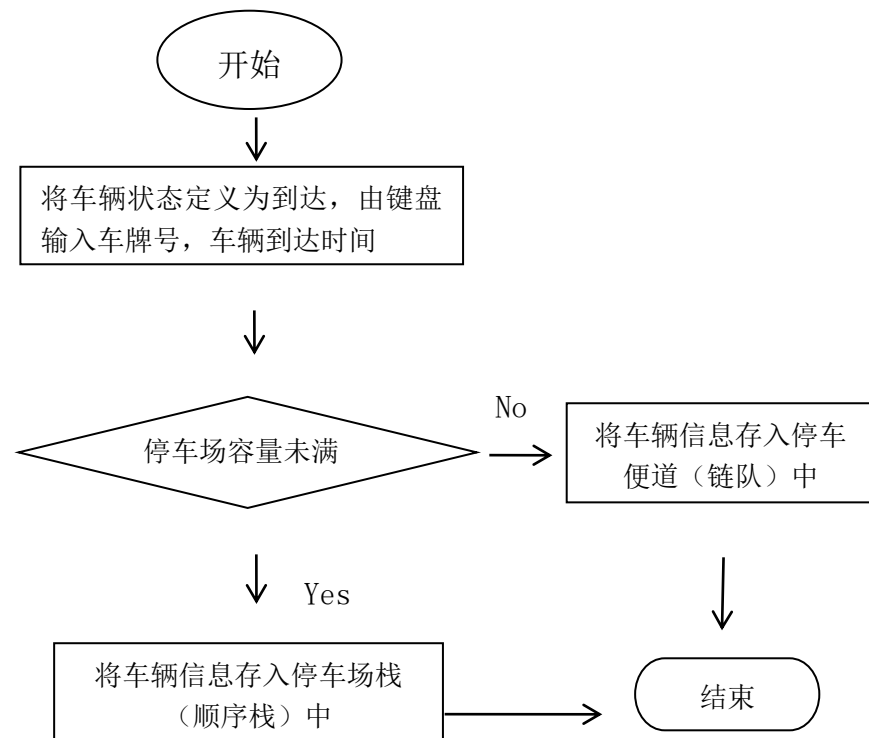 开始
将车辆状态定义为到达，由键盘
输入车牌号，车辆到达时间
停车场容量未满
No
将车辆信息存入停车
便道（链队）中
Yes
将车辆信息存入停车场栈
（顺序栈）中
结束